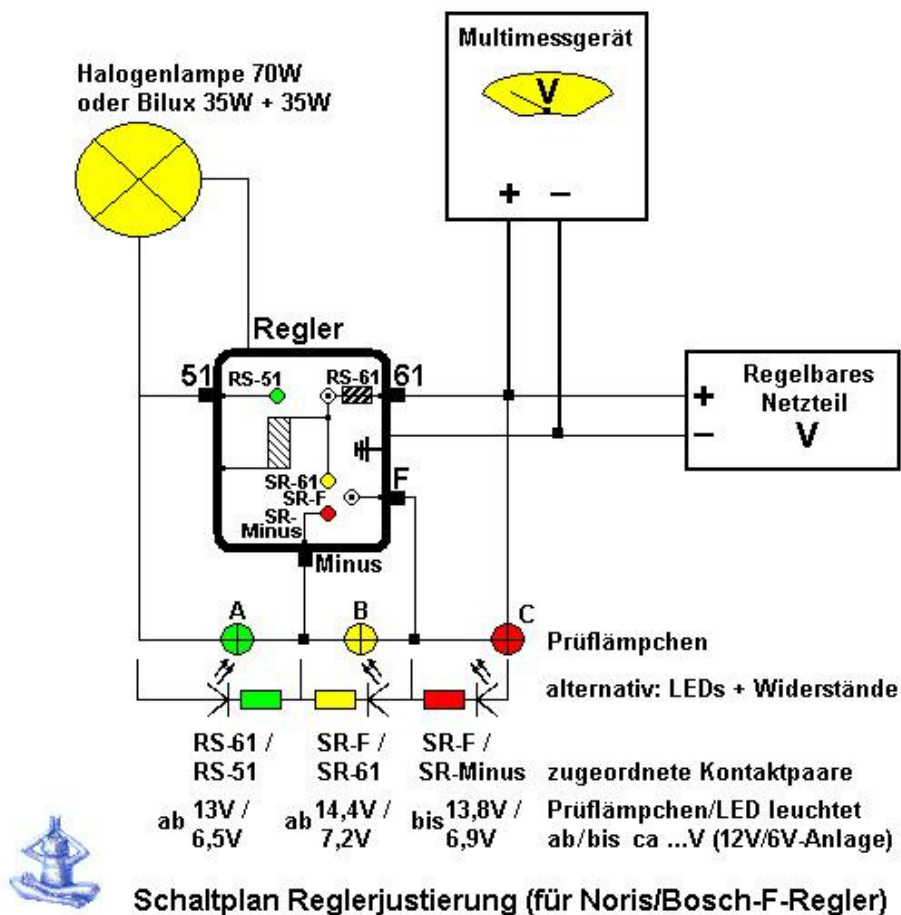 Multimessgerät
V
+ −
Halogenlampe 70W
oder Bilux 35W + 35W
Regler
51
RS-51
RS-61
61
Regelbares
Netzteil
V
+
−
F
SR-61
SR-F
SR-
Minus
Minus
A
B
C
Prüflämpchen
alternativ: LEDs + Widerstände
RS-61 / SR-F / SR-F /
RS-51 SR-61 SR-Minus zugeordnete Kontaktpaare
ab 13V / ab 14,4V / bis 13,8V / Prüflämpchen/LED leuchtet
6,5V 7,2V 6,9V ab/bis ca ...V (12V/6V-Anlage)
Schaltplan Reglerjustierung (für Noris/Bosch-F-Regler)